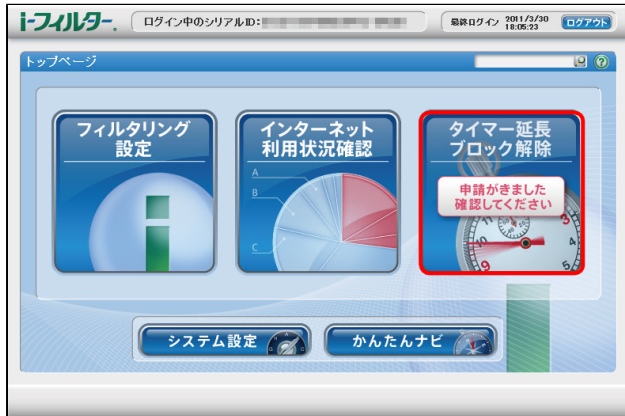 i-フィルター.
ログイン中のシリアルID:
最終ログイン 2011/3/30
18:05:23
ログアウト
トップページ
?
フィルタリング
設定
インターネット
利用状況確認
A
B
C
タイマー延長
ブロック解除
申請がきました
確認してください
システム設定
かんたんナビ